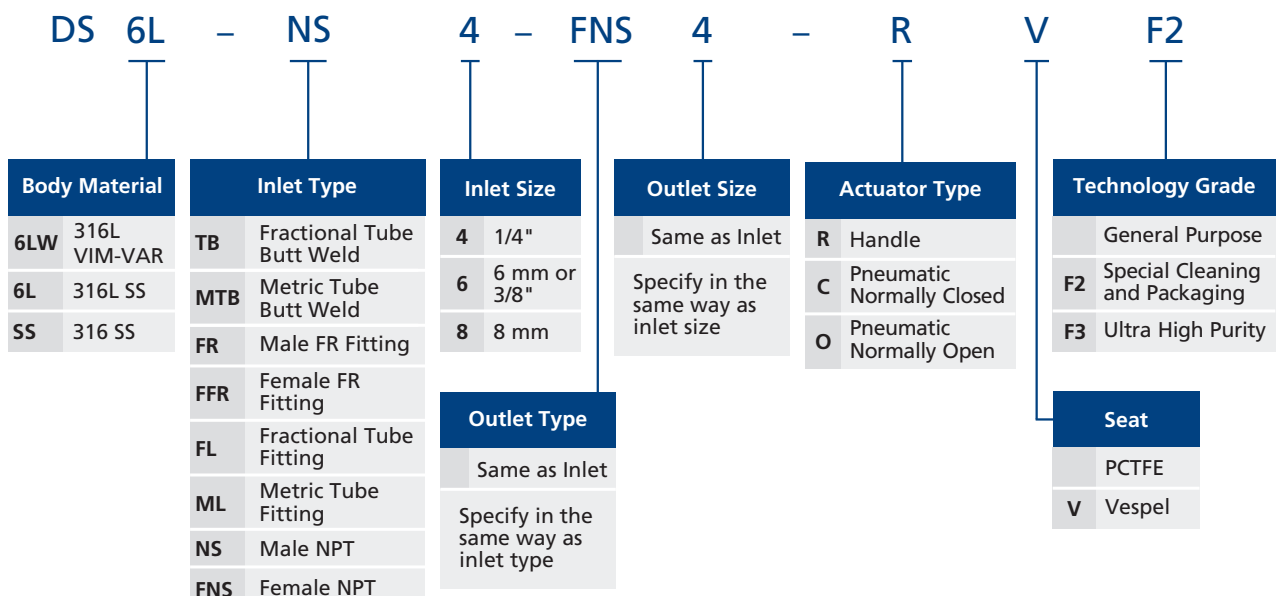 DS 6L – NS 4 – FNS 4 – R V F2
Body Material
6LW 316L
VIM-VAR
6L 316L SS
SS 316 SS
Inlet Type
TB Fractional Tube
Butt Weld
MTB Metric Tube
Butt Weld
FR Male FR Fitting
FFR Female FR
Fitting
FL Fractional Tube
Fitting
ML Metric Tube
Fitting
NS Male NPT
FNS Female NPT
Inlet Size
4 1/4"
6 6 mm or
3/8"
8 8 mm
Outlet Type
Same as Inlet
Specify in the
same way as
inlet type
Outlet Size
Same as Inlet
Specify in the
same way as
inlet size
Actuator Type
R Handle
C Pneumatic
Normally Closed
O Pneumatic
Normally Open
Technology Grade
General Purpose
F2 Special Cleaning
and Packaging
F3 Ultra High Purity
Seat
PCTFE
V Vespel